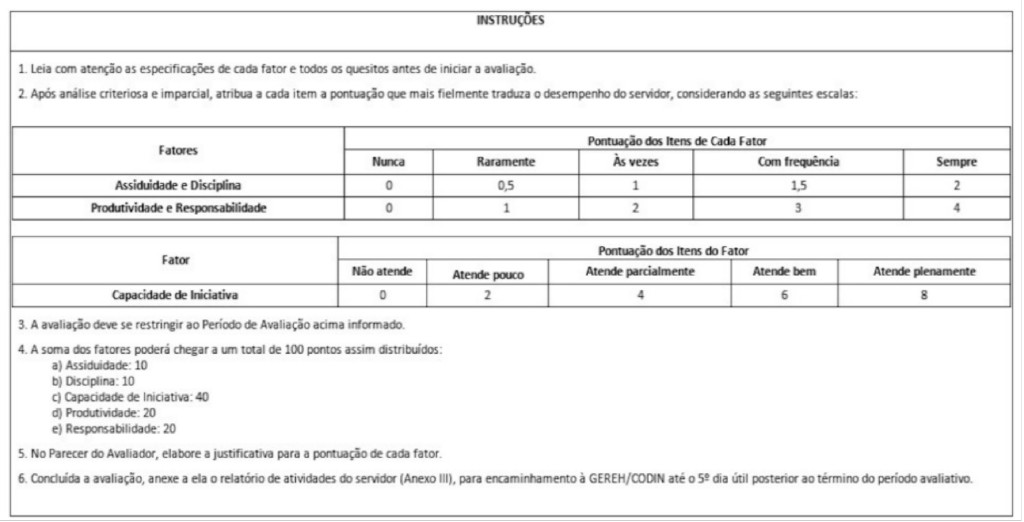 INSTRUÇÕES
1. Leia com atenção as especificações de cada fator e todos os quesitos antes de iniciar a avaliação.
2. Após análise criteriosa e imparcial, atribua a cada item a pontuação que mais fielmente traduza o desempenho do servidor, considerando as seguintes escalas:
Fatores
Pontuação dos Itens de Cada Fator
Nunca Raramente Às vezes Com frequência Sempre
Assiduidade e Disciplina 0 0,5 1 1,5 2
Produtividade e Responsabilidade 0 1 2 3 4
Fator
Pontuação dos Itens do Fator
Não atende Atende pouco Atende parcialmente Atende bem Atende plenamente
Capacidade de Iniciativa 0 2 4 6 8
3. A avaliação deve se restringir ao Período de Avaliação acima informado.
4. A soma dos fatores poderá chegar a um total de 100 pontos assim distribuídos:
a) Assiduidade: 10
b) Disciplina: 10
c) Capacidade de Iniciativa: 40
d) Produtividade: 20
e) Responsabilidade: 20
5. No Parecer do Avaliador, elabore a justificativa para a pontuação de cada fator.
6. Concluída a avaliação, anexe a ela o relatório de atividades do servidor (Anexo III), para encaminhamento à GEREH/CODIN até o 5º dia útil posterior ao término do período avaliativo.